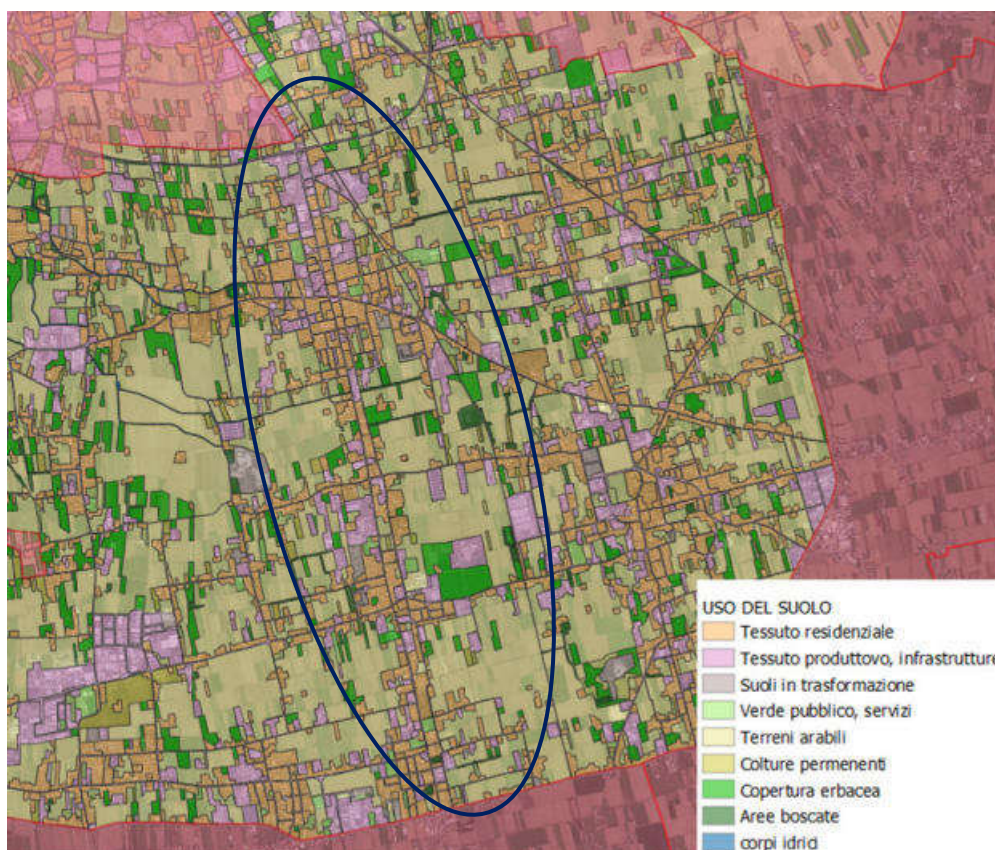 USO DEL SUOLO
Tessuto residenziale
Tessuto produttovo, infrastrutture
Suoli in trasformazione
Verde pubblico, servizi
Terreni arabili
Colture permenenti
Copertura erbacea
Aree boscate
corpi idrici